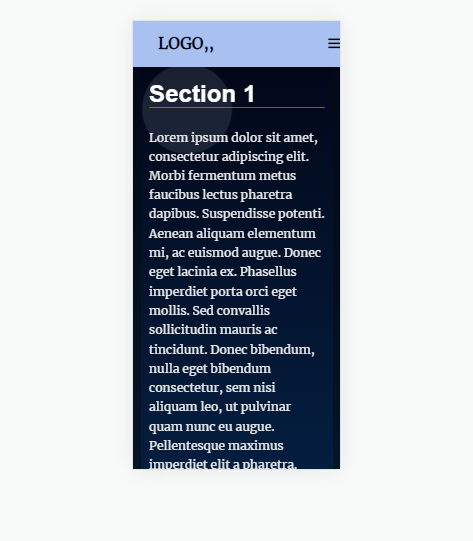 LOGO,,
Section 1
Lorem ipsum dolor sit amet,
consectetur adipiscing elit.
Morbi fermentum metus
faucibus lectus pharetra
dapibus. Suspendisse potenti.
Aenean aliquam elementum
mi, ac euismod augue. Donec
eget lacinia ex. Phasellus
imperdiet porta orci eget
mollis. Sed convallis
sollicitudin mauris ac
tincidunt. Donec bibendum,
nulla eget bibendum
consectetur, sem nisi
aliquam leo, ut pulvinar
quam nunc eu augue.
Pellentesque maximus
imperdiet elit a pharetra.